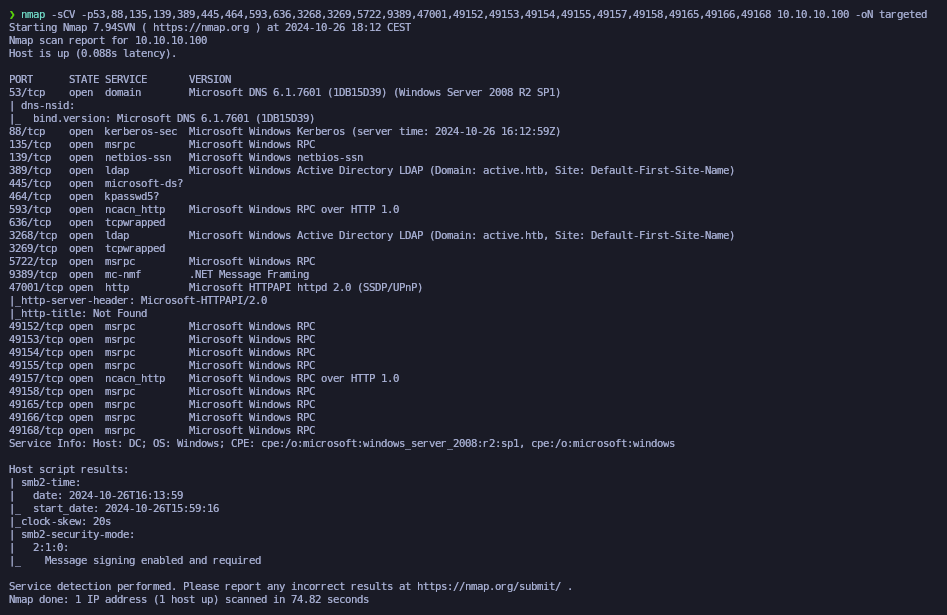 ❯ nmap -sCV -p53,88,135,139,389,445,464,593,636,3268,3269,5722,9389,47001,49152,49153,49154,49155,49157,49158,49165,49166,49168 10.10.10.100 -oN targeted
Starting Nmap 7.94SVN ( https://nmap.org ) at 2024-10-26 18:12 CEST
Nmap scan report for 10.10.10.100
Host is up (0.088s latency).

PORT      STATE SERVICE       VERSION
53/tcp    open  domain        Microsoft DNS 6.1.7601 (1DB15D39) (Windows Server 2008 R2 SP1)
| dns-nsid:
|_  bind.version: Microsoft DNS 6.1.7601 (1DB15D39)
88/tcp    open  kerberos-sec  Microsoft Windows Kerberos (server time: 2024-10-26 16:12:59Z)
135/tcp   open  msrpc         Microsoft Windows RPC
139/tcp   open  netbios-ssn   Microsoft Windows netbios-ssn
389/tcp   open  ldap          Microsoft Windows Active Directory LDAP (Domain: active.htb, Site: Default-First-Site-Name)
445/tcp   open  microsoft-ds?
464/tcp   open  kpasswd5?
593/tcp   open  ncacn_http    Microsoft Windows RPC over HTTP 1.0
636/tcp   open  tcpwrapped
3268/tcp  open  ldap          Microsoft Windows Active Directory LDAP (Domain: active.htb, Site: Default-First-Site-Name)
3269/tcp  open  tcpwrapped
5722/tcp  open  msrpc         Microsoft Windows RPC
9389/tcp  open  mc-nmf        .NET Message Framing
47001/tcp open  http          Microsoft HTTPAPI httpd 2.0 (SSDP/UPnP)
|_http-server-header: Microsoft-HTTPAPI/2.0
|_http-title: Not Found
49152/tcp open  msrpc         Microsoft Windows RPC
49153/tcp open  msrpc         Microsoft Windows RPC
49154/tcp open  msrpc         Microsoft Windows RPC
49155/tcp open  msrpc         Microsoft Windows RPC
49157/tcp open  ncacn_http    Microsoft Windows RPC over HTTP 1.0
49158/tcp open  msrpc         Microsoft Windows RPC
49165/tcp open  msrpc         Microsoft Windows RPC
49166/tcp open  msrpc         Microsoft Windows RPC
49168/tcp open  msrpc         Microsoft Windows RPC
Service Info: Host: DC; OS: Windows; CPE: cpe:/o:microsoft:windows_server_2008:r2:sp1, cpe:/o:microsoft:windows

Host script results:
| smb2-time:
|   date: 2024-10-26T16:13:59
|_  start_date: 2024-10-26T15:59:16
|_clock-skew: 20s
| smb2-security-mode:
|   2:1:0:
|_    Message signing enabled and required

Service detection performed. Please report any incorrect results at https://nmap.org/submit/ .
Nmap done: 1 IP address (1 host up) scanned in 74.82 seconds